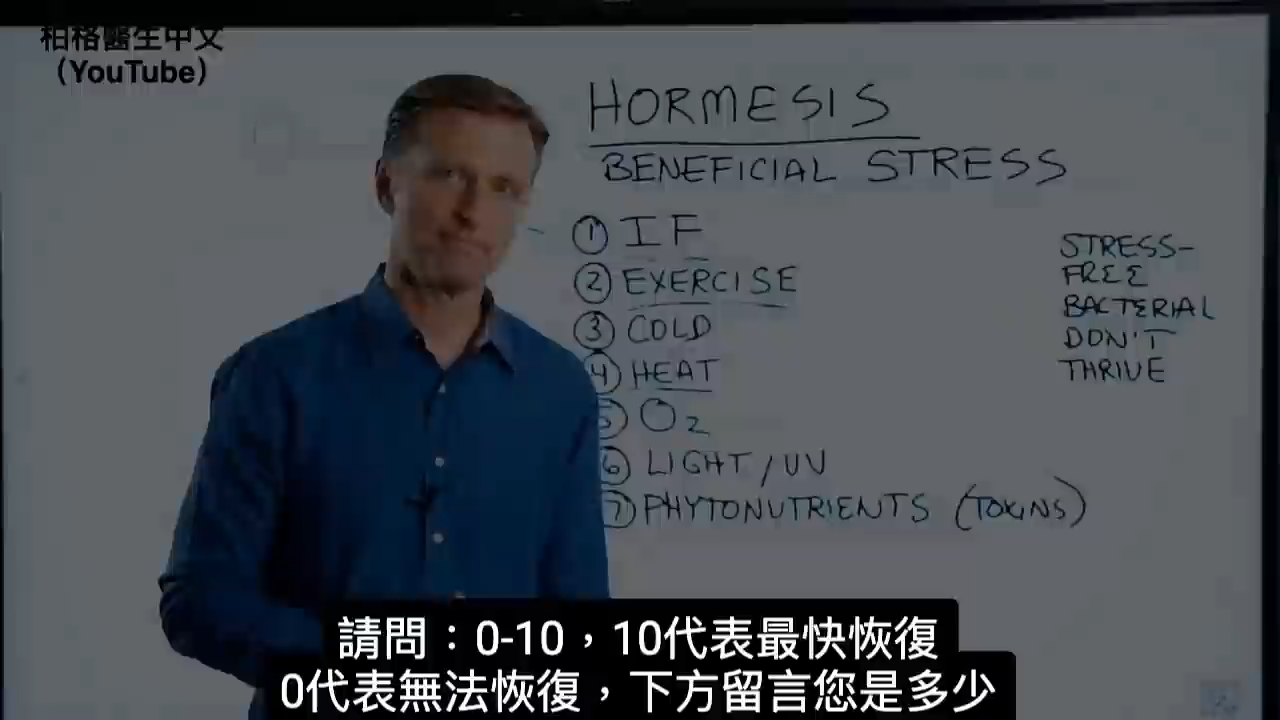 柏格醫生中文
（YouTube）
HORMESIS
BENEFICIAL STRESS
① IF
② EXERCISE
③ COLD
④ HEAT
⑤ O₂
⑥ LIGHT / UV
⑦ PHYTONUTRIENTS (TOXINS)
STRESS-
FREE
BACTERIAL
DON'T
THRIVE
請問：0-10，10代表最快恢復
0代表無法恢復，下方留言您是多少